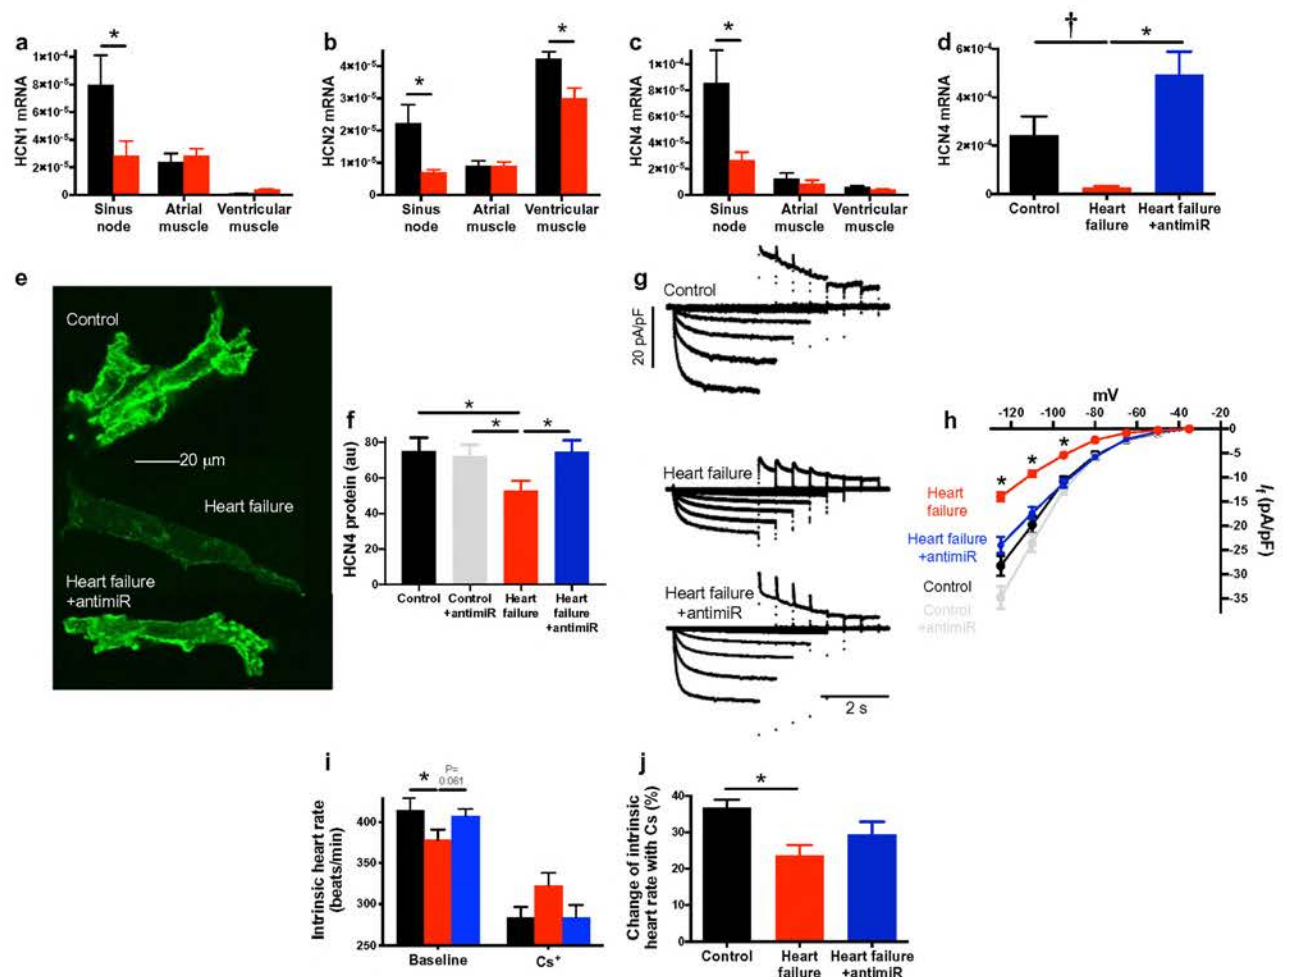 a
HCN1 mRNA
1×10-4
8×10-5
6×10-5
4×10-5
2×10-5
0
*
Sinus node
Atrial muscle
Ventricular muscle
b
HCN2 mRNA
4×10-5
3×10-5
2×10-5
1×10-5
0
*
*
Sinus node
Atrial muscle
Ventricular muscle
c
HCN4 mRNA
1×10-4
8×10-5
6×10-5
4×10-5
2×10-5
0
*
Sinus node
Atrial muscle
Ventricular muscle
d
HCN4 mRNA
6×10-4
4×10-4
2×10-4
0
†
*
Control
Heart failure
Heart failure +antimiR
e
Control
20 µm
Heart failure
Heart failure
+antimiR
f
HCN4 protein (au)
80
60
40
20
0
*
*
*
Control
Control +antimiR
Heart failure
Heart failure +antimiR
g
Control
20 pA/pF
Heart failure
Heart failure
+antimiR
2 s
h
mV
-120 -100 -80 -60 -40 -20
0
-5
-10
-15
-20
-25
-30
-35
If (pA/pF)
*
*
*
Heart
failure
Heart failure
+antimiR
Control
Control
+antimiR
i
Intrinsic heart rate
(beats/min)
400
350
300
250
*
P=
0.061
Baseline
Cs+
j
Change of intrinsic
heart rate with Cs (%)
40
30
20
10
0
*
Control
Heart failure
Heart failure +antimiR